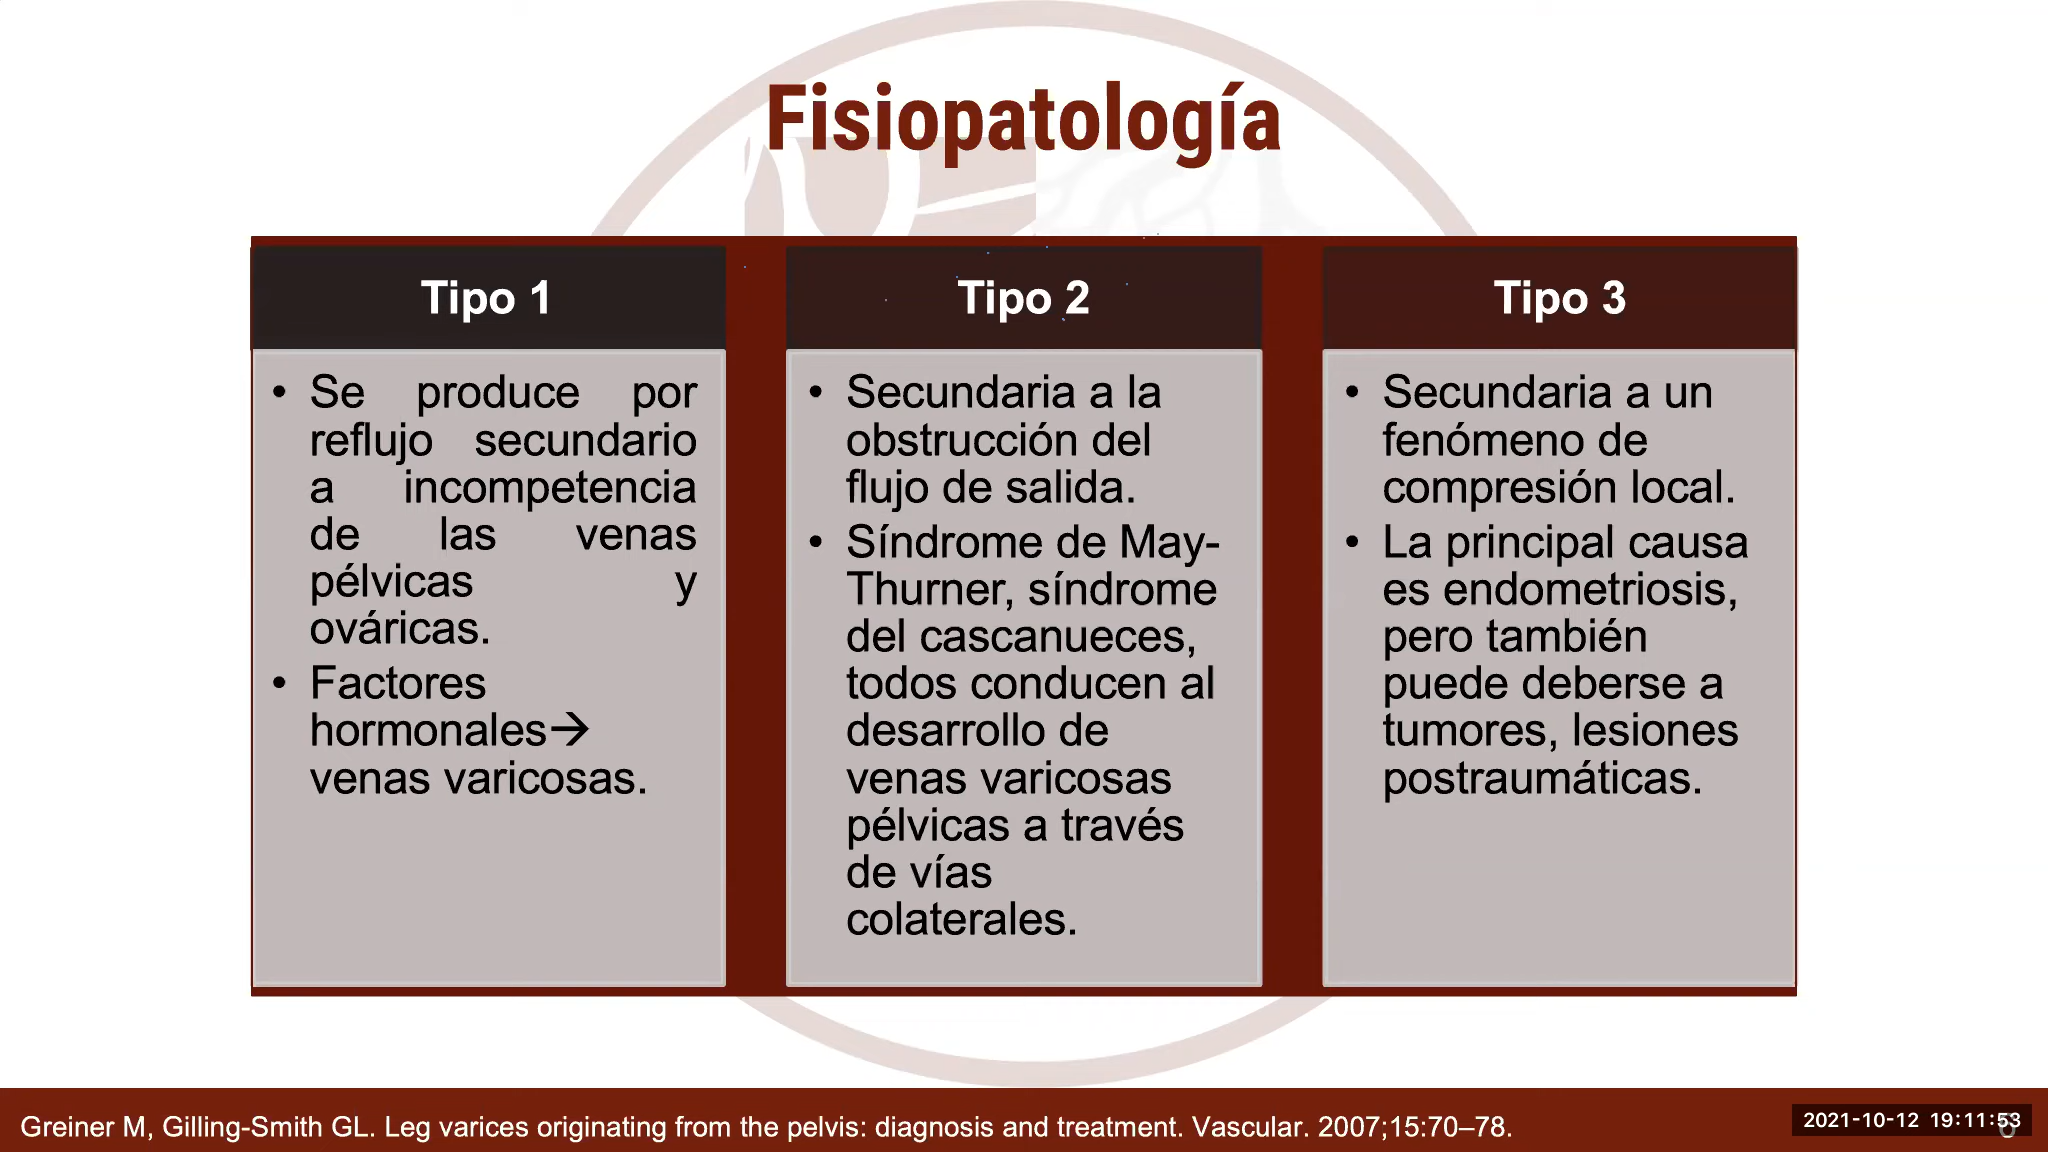 Fisiopatología
Tipo 1
• Se produce por
reflujo secundario
a incompetencia
de las venas
pélvicas y
ováricas.
• Factores
hormonales→
venas varicosas.
Tipo 2
• Secundaria a la
obstrucción del
flujo de salida.
• Síndrome de May-
Thurner, síndrome
del cascanueces,
todos conducen al
desarrollo de
venas varicosas
pélvicas a través
de vías
colaterales.
Tipo 3
• Secundaria a un
fenómeno de
compresión local.
• La principal causa
es endometriosis,
pero también
puede deberse a
tumores, lesiones
postraumáticas.
Greiner M, Gilling-Smith GL. Leg varices originating from the pelvis: diagnosis and treatment. Vascular. 2007;15:70–78.
2021-10-12 19:11:53